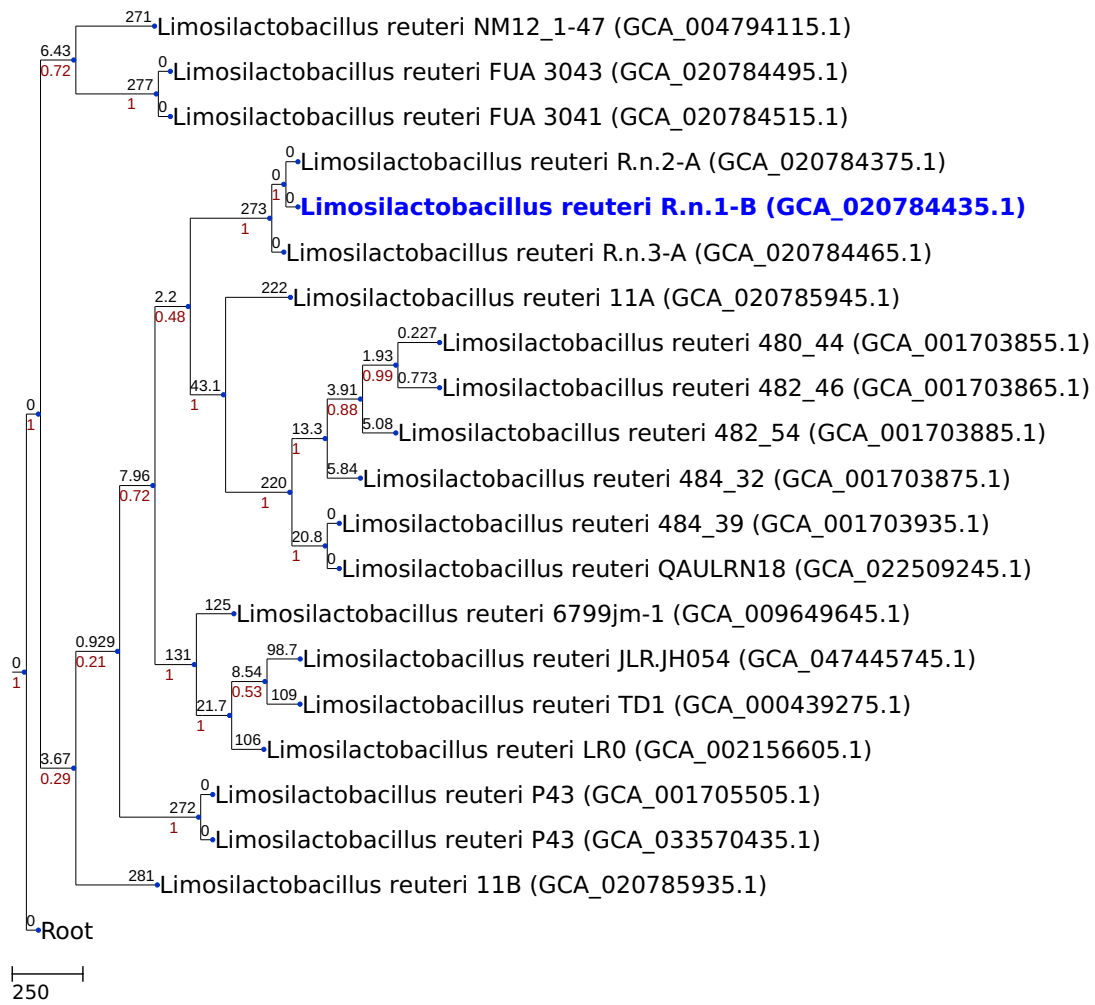 271
Limosilactobacillus reuteri NM12_1-47 (GCA_004794115.1)
6.43
0.72
0
Limosilactobacillus reuteri FUA 3043 (GCA_020784495.1)
277
1
0
Limosilactobacillus reuteri FUA 3041 (GCA_020784515.1)
0
Limosilactobacillus reuteri R.n.2-A (GCA_020784375.1)
0
1
0
Limosilactobacillus reuteri R.n.1-B (GCA_020784435.1)
273
1
0
Limosilactobacillus reuteri R.n.3-A (GCA_020784465.1)
222
Limosilactobacillus reuteri 11A (GCA_020785945.1)
2.2
0.48
0.227
Limosilactobacillus reuteri 480_44 (GCA_001703855.1)
1.93
0.99
0.773
Limosilactobacillus reuteri 482_46 (GCA_001703865.1)
43.1
1
3.91
0.88
0
1
5.08
Limosilactobacillus reuteri 482_54 (GCA_001703885.1)
13.3
1
5.84
Limosilactobacillus reuteri 484_32 (GCA_001703875.1)
7.96
0.72
220
1
0
Limosilactobacillus reuteri 484_39 (GCA_001703935.1)
20.8
1
0
Limosilactobacillus reuteri QAULRN18 (GCA_022509245.1)
125
Limosilactobacillus reuteri 6799jm-1 (GCA_009649645.1)
0.929
0.21
131
1
98.7
Limosilactobacillus reuteri JLR.JH054 (GCA_047445745.1)
0
1
8.54
0.53
109
Limosilactobacillus reuteri TD1 (GCA_000439275.1)
21.7
1
106
Limosilactobacillus reuteri LR0 (GCA_002156605.1)
3.67
0.29
0
Limosilactobacillus reuteri P43 (GCA_001705505.1)
272
1
0
Limosilactobacillus reuteri P43 (GCA_033570435.1)
281
Limosilactobacillus reuteri 11B (GCA_020785935.1)
0
Root
250